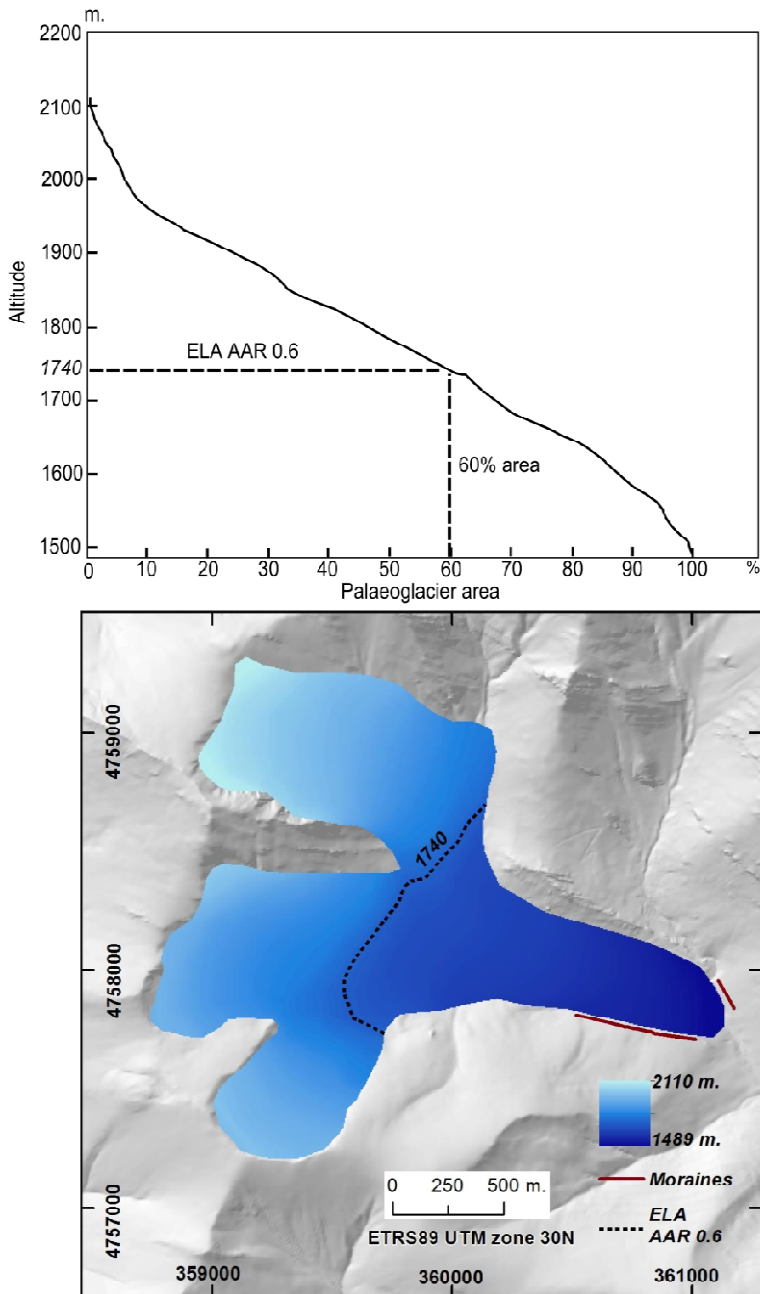 m.
2200
2100
2000
1900
1800
1740
1700
1600
1500
Altitude
ELA AAR 0.6
60% area
0 10 20 30 40 50 60 70 80 90 100 %
Palaeoglacier area
4759000
4758000
4757000
1740
2110 m.
1489 m.
Moraines
ELA
AAR 0.6
0 250 500 m.
ETRS89 UTM zone 30N
359000 360000 361000